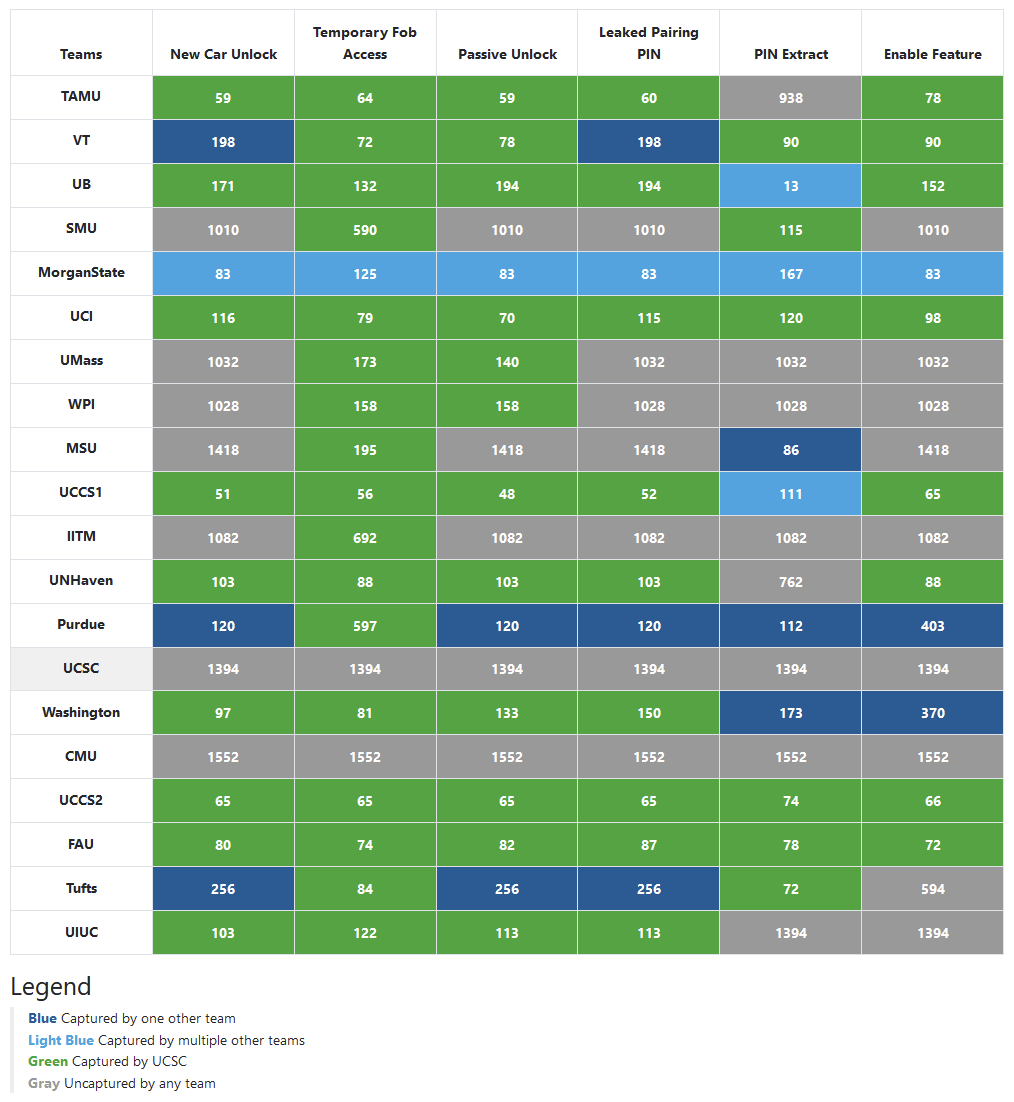 Teams New Car Unlock Temporary Fob Access Passive Unlock Leaked Pairing PIN PIN Extract Enable Feature
TAMU 59 64 59 60 938 78
VT 198 72 78 198 90 90
UB 171 132 194 194 13 152
SMU 1010 590 1010 1010 115 1010
MorganState 83 125 83 83 167 83
UCI 116 79 70 115 120 98
UMass 1032 173 140 1032 1032 1032
WPI 1028 158 158 1028 1028 1028
MSU 1418 195 1418 1418 86 1418
UCCS1 51 56 48 52 111 65
IITM 1082 692 1082 1082 1082 1082
UNHaven 103 88 103 103 762 88
Purdue 120 597 120 120 112 403
UCSC 1394 1394 1394 1394 1394 1394
Washington 97 81 133 150 173 370
CMU 1552 1552 1552 1552 1552 1552
UCCS2 65 65 65 65 74 66
FAU 80 74 82 87 78 72
Tufts 256 84 256 256 72 594
UIUC 103 122 113 113 1394 1394
Legend
Blue Captured by one other team
Light Blue Captured by multiple other teams
Green Captured by UCSC
Gray Uncaptured by any team